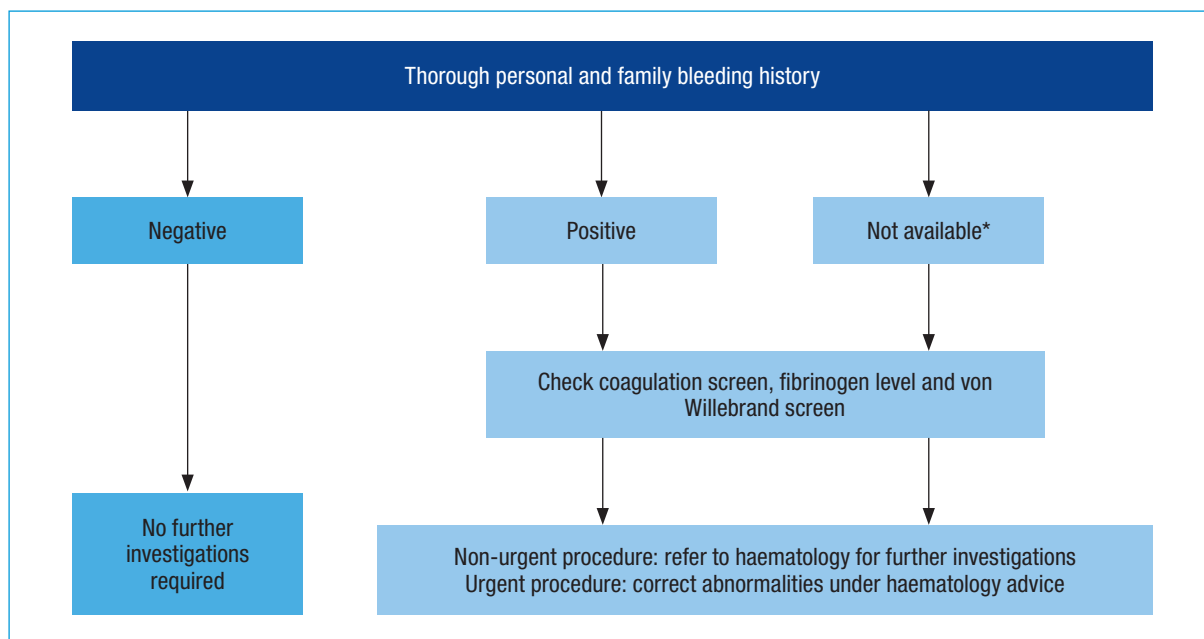 Thorough personal and family bleeding history
Negative
Positive
Not available*
Check coagulation screen, fibrinogen level and von
Willebrand screen
No further
investigations
required
Non-urgent procedure: refer to haematology for further investigations
Urgent procedure: correct abnormalities under haematology advice